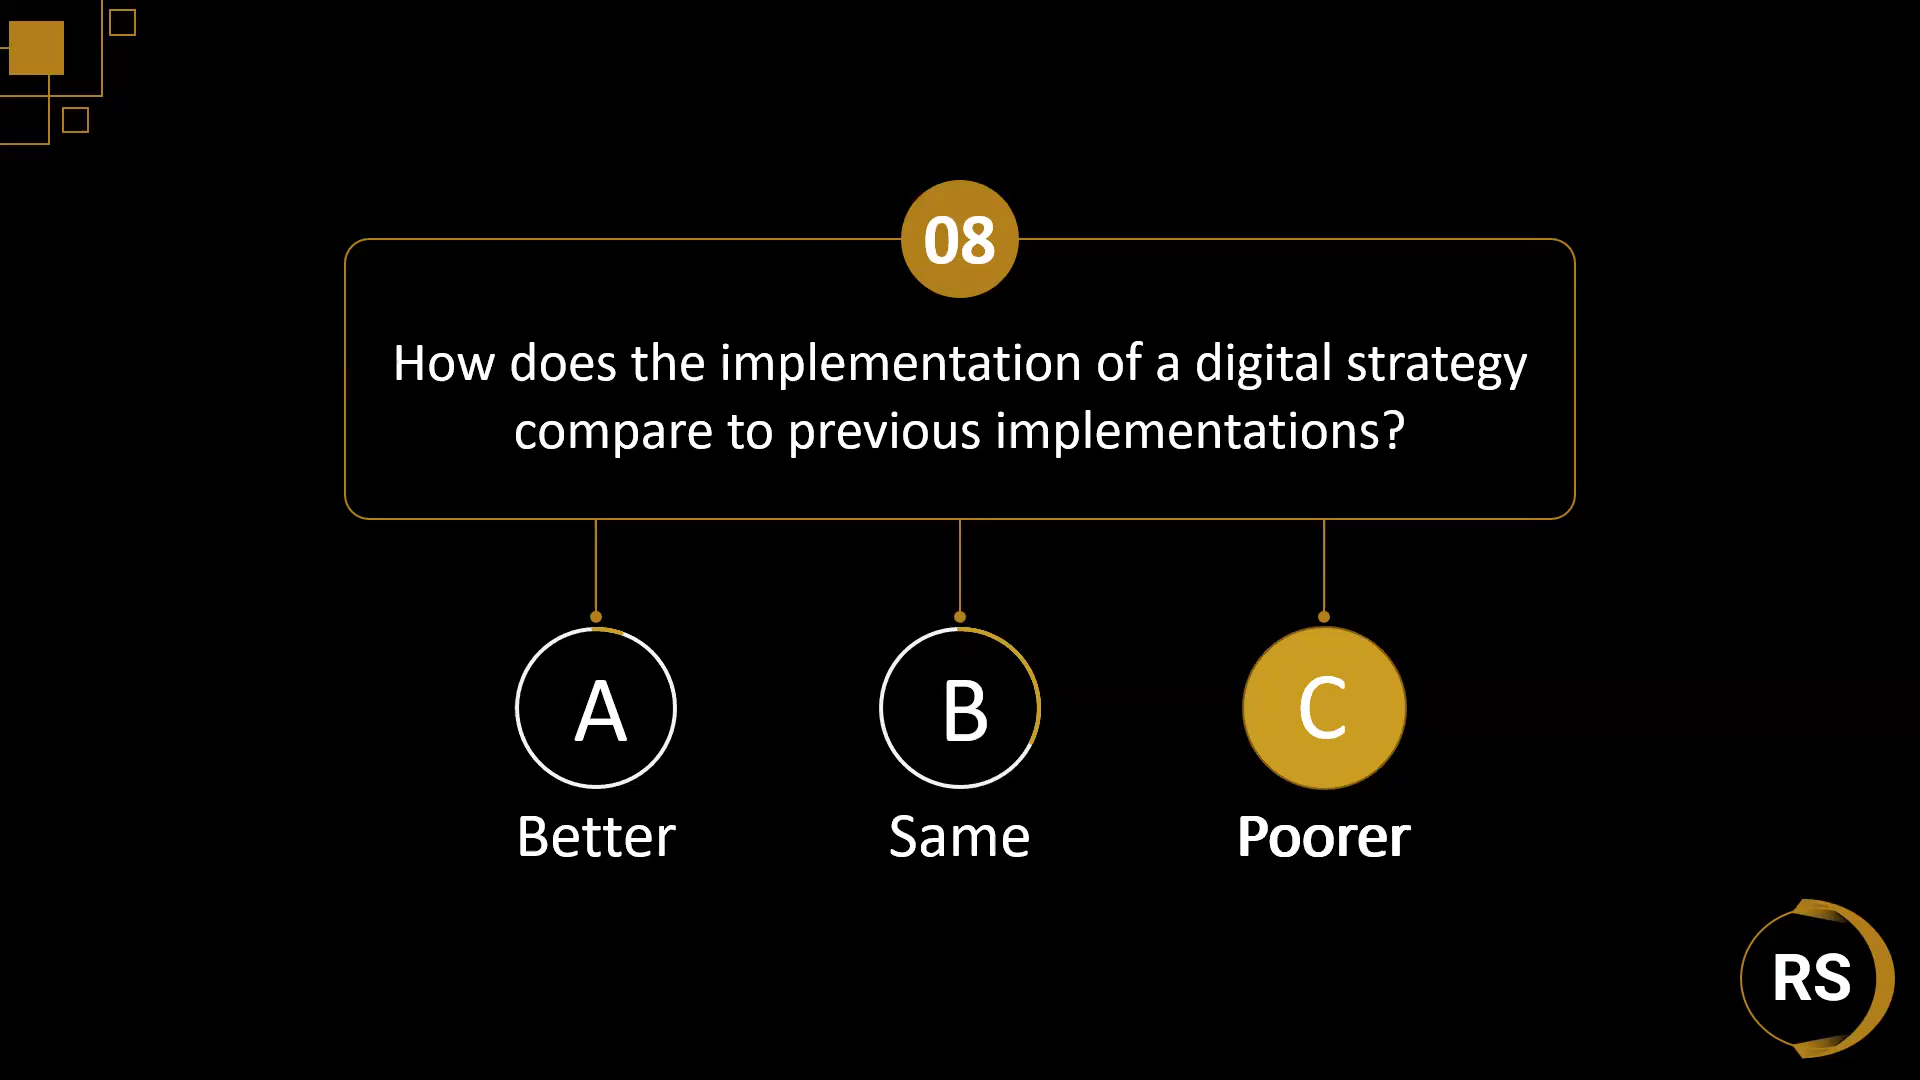 08
How does the implementation of a digital strategy
compare to previous implementations?
A
B
C
Better
Same
Poorer
RS